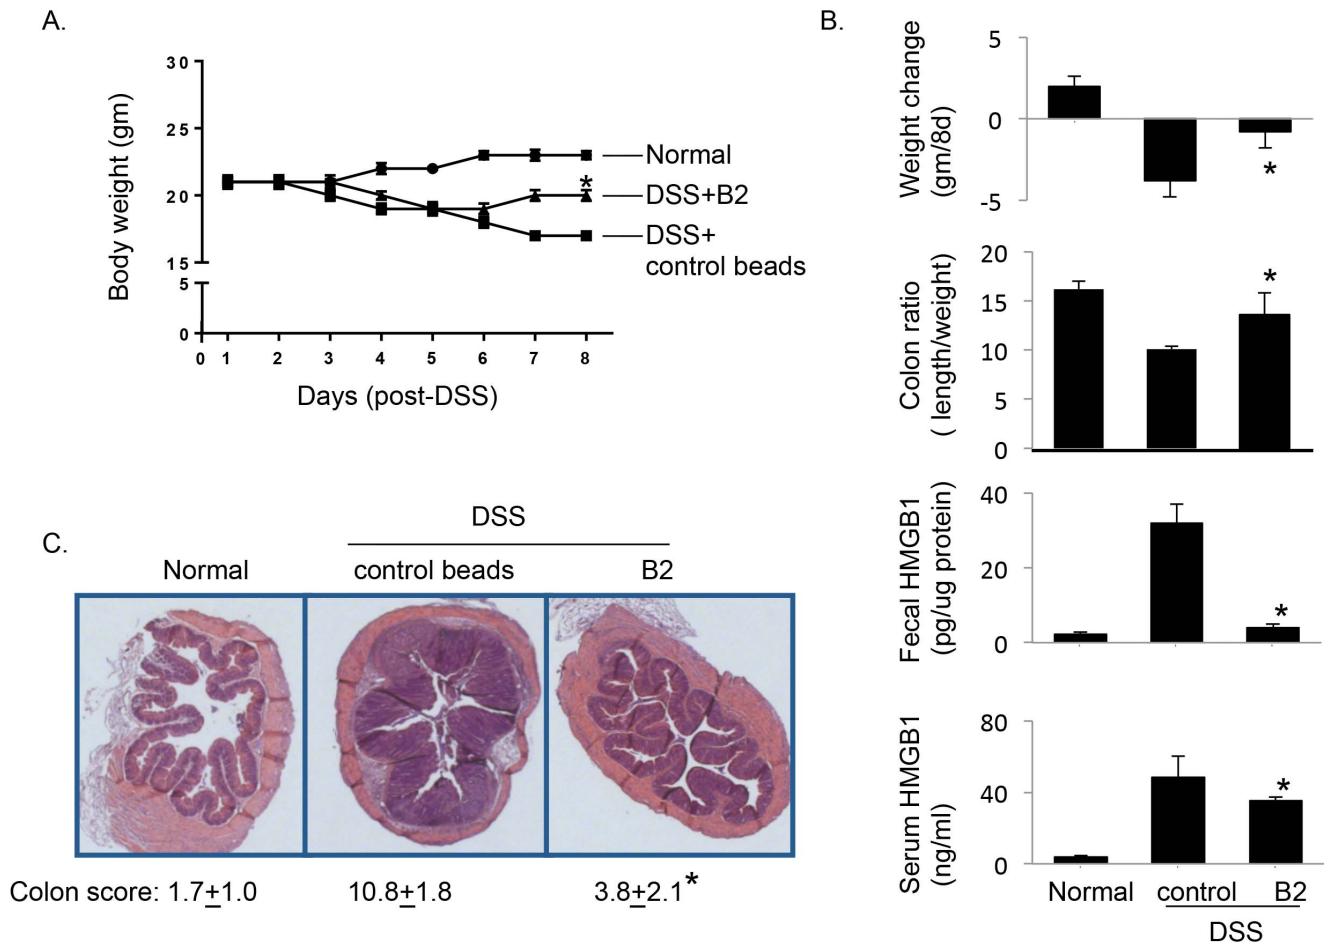 A.
Body weight (gm)
30
25
20
15
5
0
0 1 2 3 4 5 6 7 8
Days (post-DSS)
Normal
*
DSS+B2
DSS+
control beads
B.
Weight change
(gm/8d)
5
0
-5
*
Colon ratio
( length/weight)
20
15
10
5
0
*
Fecal HMGB1
(pg/ug protein)
40
20
0
*
Serum HMGB1
(ng/ml)
80
40
0
*
Normal control B2
DSS
C.
DSS
Normal control beads B2
Colon score: 1.7±1.0 10.8±1.8 3.8±2.1*